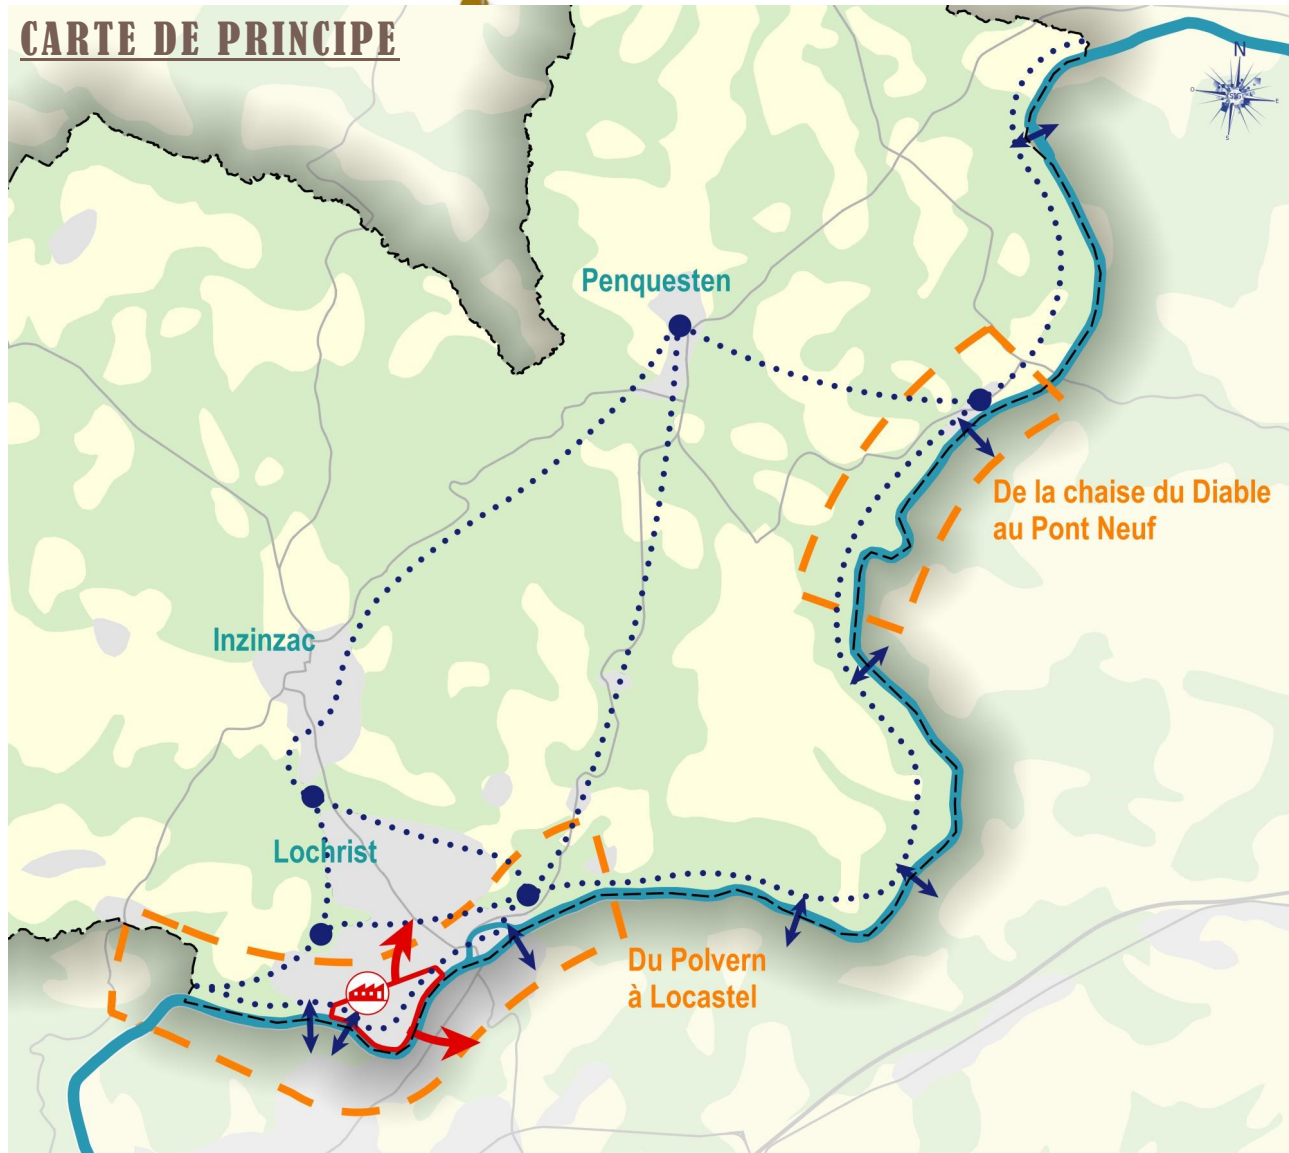 CARTE DE PRINCIPE
N
O
E
S
Penquesten
De la chaise du Diable
au Pont Neuf
Inzinzac
Lochrist
Du Polvern
à Locastel